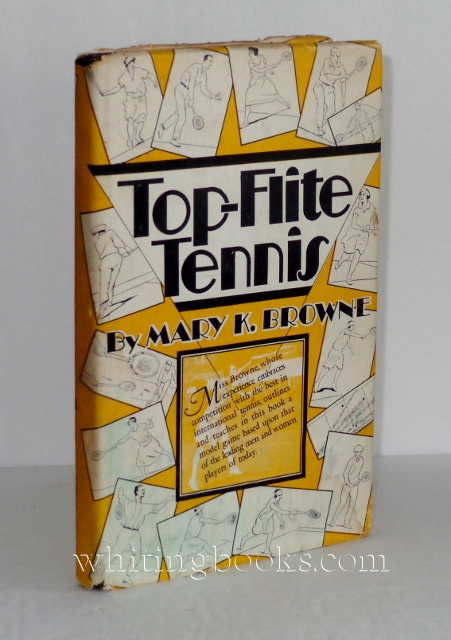 Top-Flite
Tennis
By MARY K. BROWNE
Miss Browne, whose
experience embraces
competition with the best in
international tennis, outlines
and teaches in this book a
model game based upon that
of the leading men and women
players of today.
whitingbooks.com